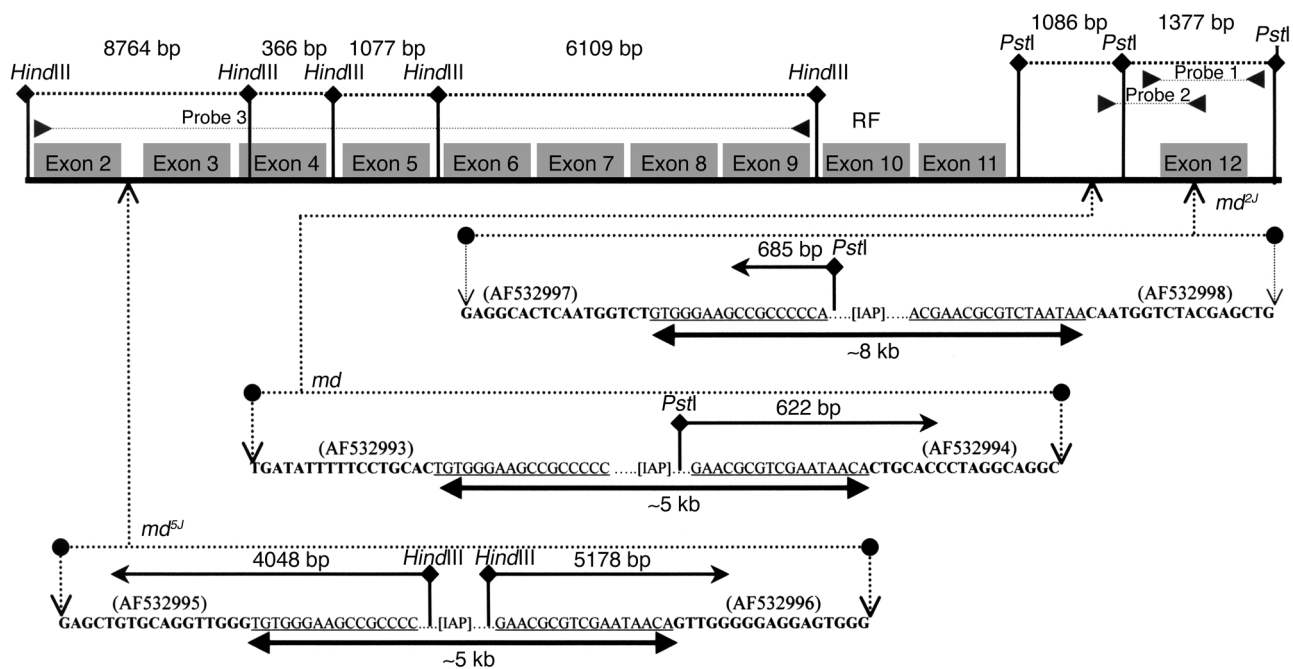 8764 bp 366 bp 1077 bp 6109 bp 1086 bp 1377 bp
HindIII HindIII HindIII HindIII HindIII PstI PstI PstI
Probe 1
Probe 2
Probe 3
RF
Exon 2 Exon 3 Exon 4 Exon 5 Exon 6 Exon 7 Exon 8 Exon 9 Exon 10 Exon 11 Exon 12
md2J
685 bp PstI
(AF532997) (AF532998)
GAGGCACTCAATGGTCTGTGGGAAGCCGCCCCCA.....[IAP].....ACGAACGCGTCTAATAACAATGGTCTACGAGCTG
~8 kb
md
PstI 622 bp
(AF532993) (AF532994)
TGATATTTTTCCTGCACTGTGGGAAGCCGCCCCC.....[IAP]....GAACGCGTCGAATAACACTGCACCCTAGGCAGGC
~5 kb
md5J
4048 bp HindIII HindIII 5178 bp
(AF532995) (AF532996)
GAGCTGTGCAGGTTGGGTGTGGGAAGCCGCCCC.....[IAP].....GAACGCGTCGAATAACAGTTGGGGGAGGAGTGGG
~5 kb